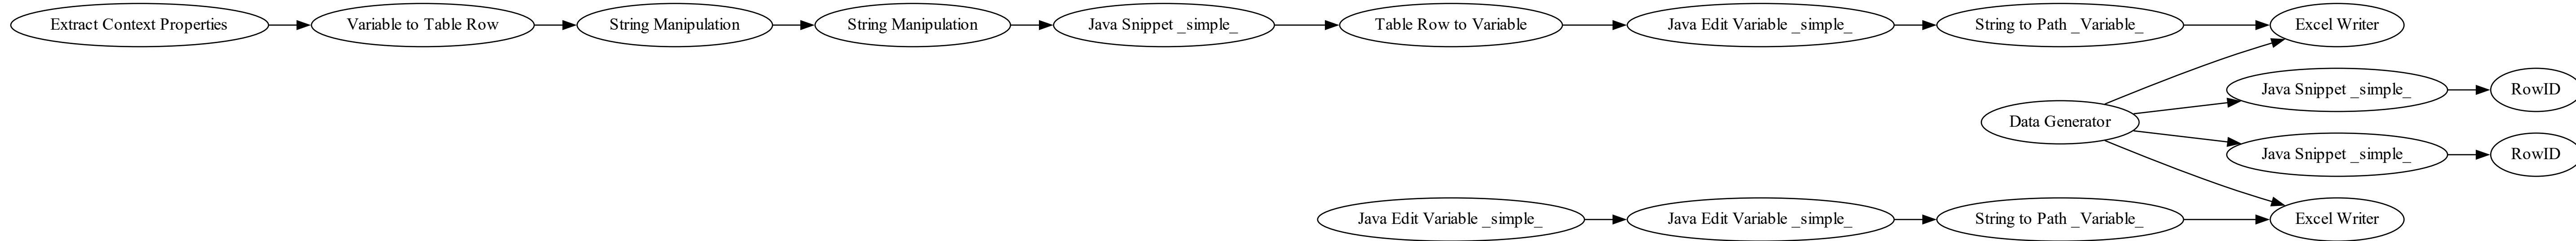 Extract Context Properties
Variable to Table Row
String Manipulation
String Manipulation
Java Snippet _simple_
Table Row to Variable
Java Edit Variable _simple_
String to Path _Variable_
Excel Writer
Java Snippet _simple_
RowID
Data Generator
Java Snippet _simple_
RowID
Java Edit Variable _simple_
Java Edit Variable _simple_
String to Path _Variable_
Excel Writer